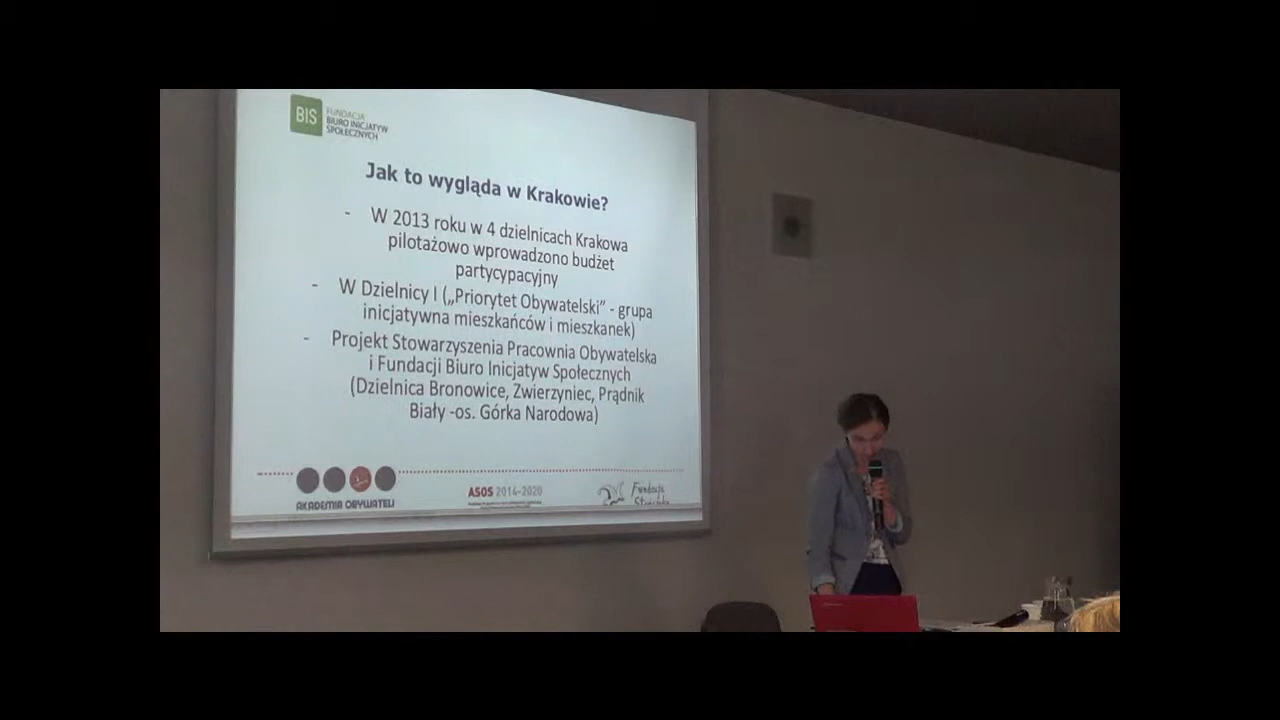 BIS
FUNDACJA
BIURO INICJATYW
SPOŁECZNYCH
Jak to wygląda w Krakowie?
- W 2013 roku w 4 dzielnicach Krakowa
pilotażowo wprowadzono budżet
partycypacyjny
- W Dzielnicy I („Priorytet Obywatelski” - grupa
inicjatywna mieszkańców i mieszkanek)
- Projekt Stowarzyszenia Pracownia Obywatelska
i Fundacji Biuro Inicjatyw Społecznych
(Dzielnica Bronowice, Zwierzyniec, Prądnik
Biały -os. Górka Narodowa)
AKADEMIA OBYWATELI
ASOS 2014-2020
Fundacja